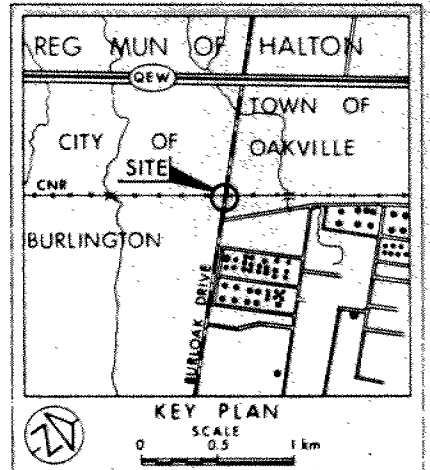 REG MUN OF HALTON
QEW
TOWN OF
OAKVILLE
CITY OF
SITE
CNR
BURLINGTON
BURLOAK DRIVE
N
KEY PLAN
SCALE
0 0.5 1 km